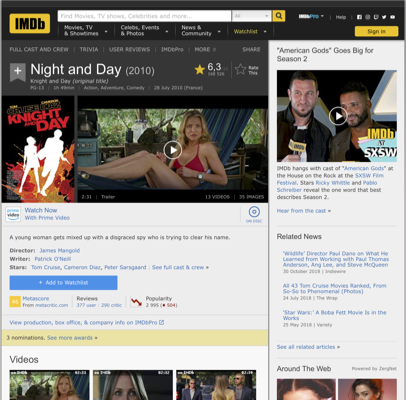 IMDb
Find Movies, TV shows, Celebrities and more...
All
Movies, TV & Showtimes
Celebs, Events & Photos
News & Community
Watchlist
IMDbPro
Help
Sign in
FULL CAST AND CREW | TRIVIA | USER REVIEWS | IMDbPro | MORE
SHARE
Night and Day (2010)
Knight and Day (original title)
PG-13 | 1h 49min | Action, Adventure, Comedy | 28 July 2010 (France)
6,3
Rate This
KNIGHT AND DAY
2:31 | Trailer
13 VIDEOS | 35 IMAGES
Watch Now
With Prime Video
ON DISC
A young woman gets mixed up with a disgraced spy who is trying to clear his name.
Director: James Mangold
Writer: Patrick O'Neill
Stars: Tom Cruise, Cameron Diaz, Peter Sarsgaard | See full cast & crew »
+ Add to Watchlist
Metascore
From metacritic.com
Reviews
377 user | 290 critic
Popularity
2 995 (504)
View production, box office, & company info on IMDbPro
3 nominations. See more awards »
Videos
"American Gods" Goes Big for Season 2
IMDb
AT
SXSW
IMDb hangs with cast of "American Gods" at the House on the Rock at the SXSW Film Festival. Stars Ricky Whittle and Pablo Schreiber reveal the one word that best describes Season 2.
Hear from the cast »
Related News
'Wildlife' Director Paul Dano on What He Learned from Working with Paul Thomas Anderson, Ang Lee, and Steve McQueen
30 October 2018 | Indiewire
All 43 Tom Cruise Movies Ranked, From So-So to Phenomenal (Photos)
24 July 2018 | The Wrap
'Star Wars:' A Boba Fett Movie Is in the Works
25 May 2018 | Variety
See all related articles »
Around The Web
Powered by ZergNet